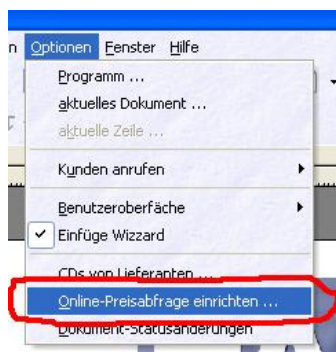 n Optionen Fenster Hilfe
Programm ...
aktuelles Dokument ...
aktuelle Zeile ...
Kunden anrufen
Benutzeroberfäche
Einfüge Wizzard
CDs von Lieferanten ...
Online-Preisabfrage einrichten ...
Dokument-Statusänderungen